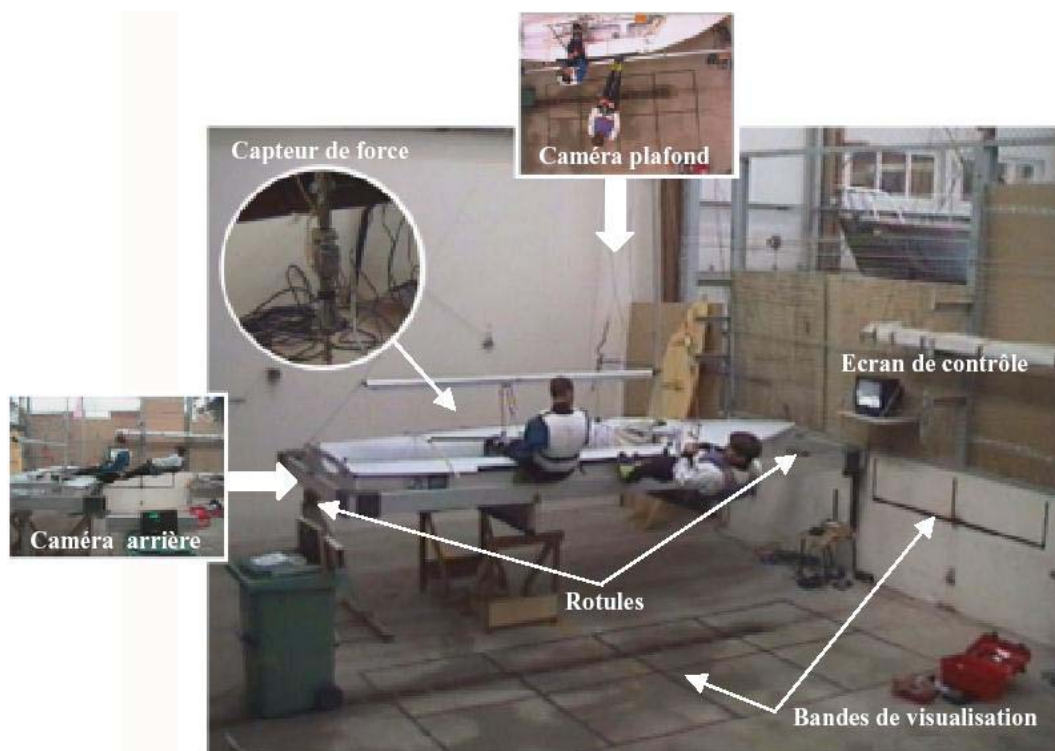 Capteur de force
Caméra plafond
Ecran de contrôle
Caméra arrière
Rotules
Bandes de visualisation